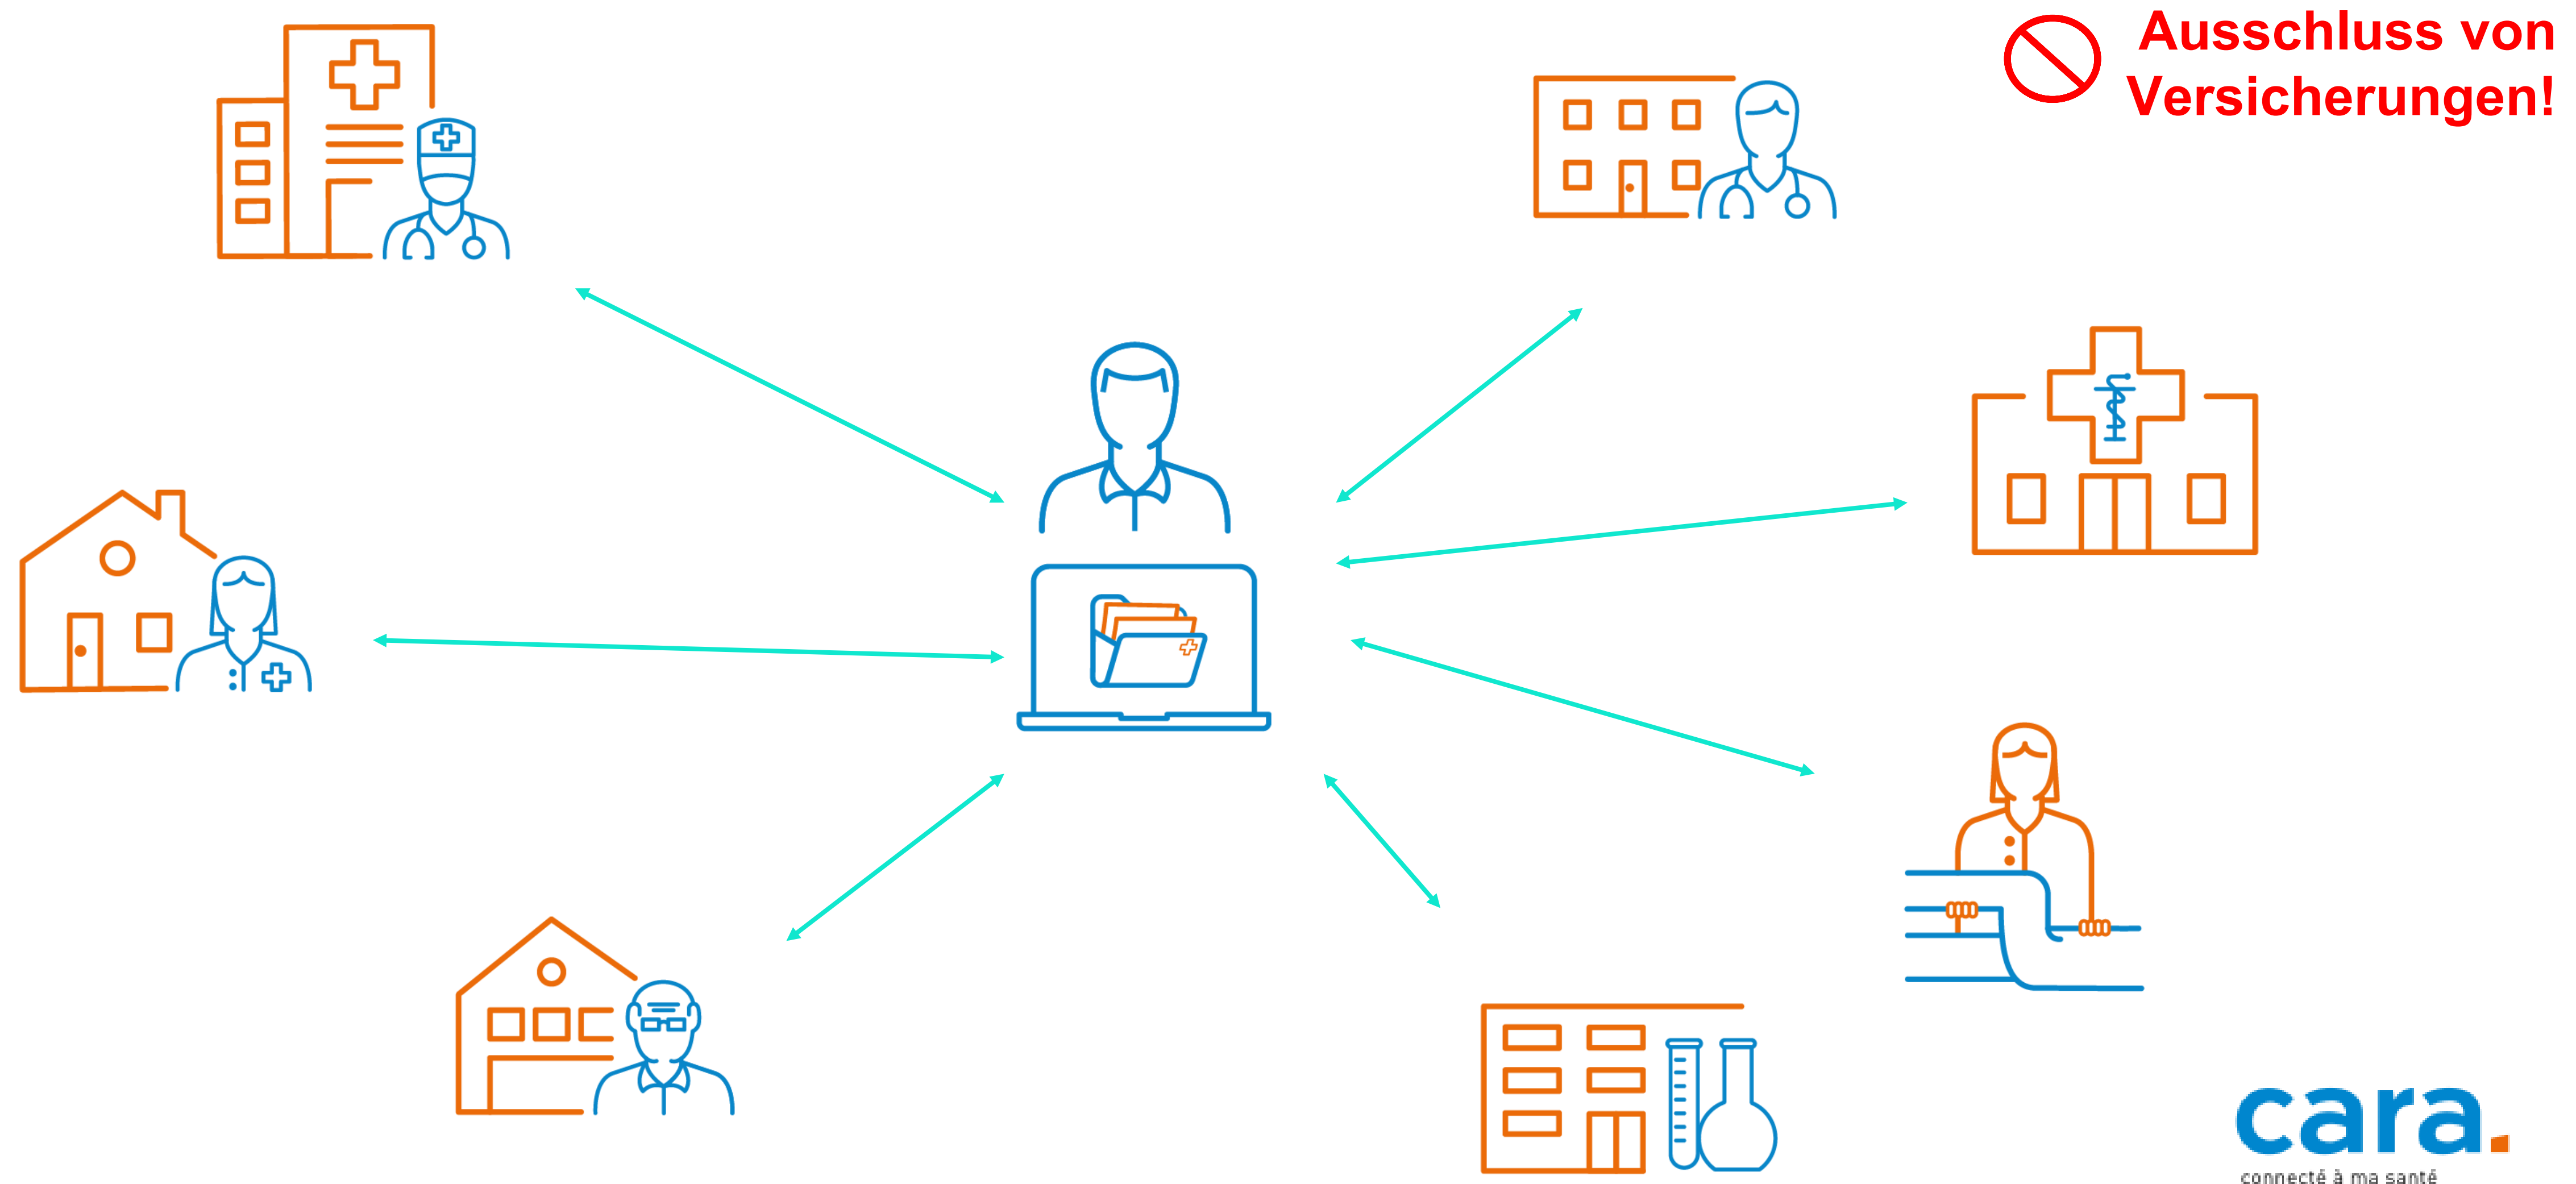 Ausschluss von
Versicherungen!
cara.
connecté à ma santé